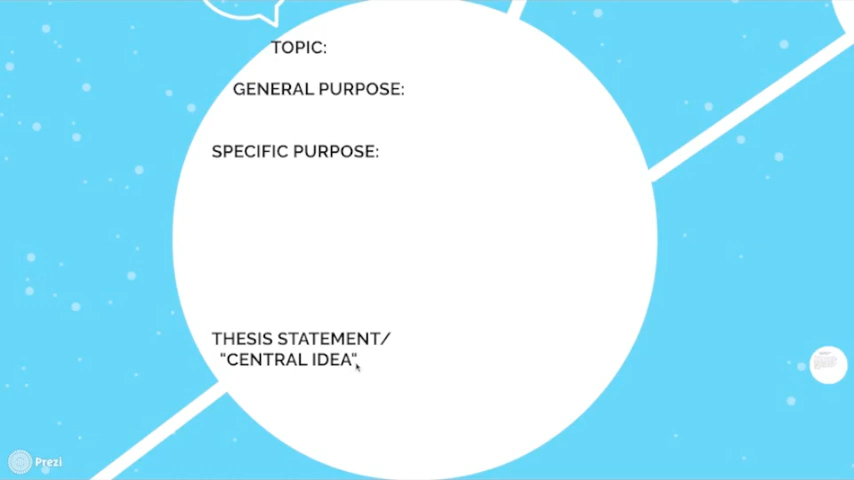 TOPIC:
GENERAL PURPOSE:
SPECIFIC PURPOSE:
THESIS STATEMENT/
"CENTRAL IDEA"
Prezi